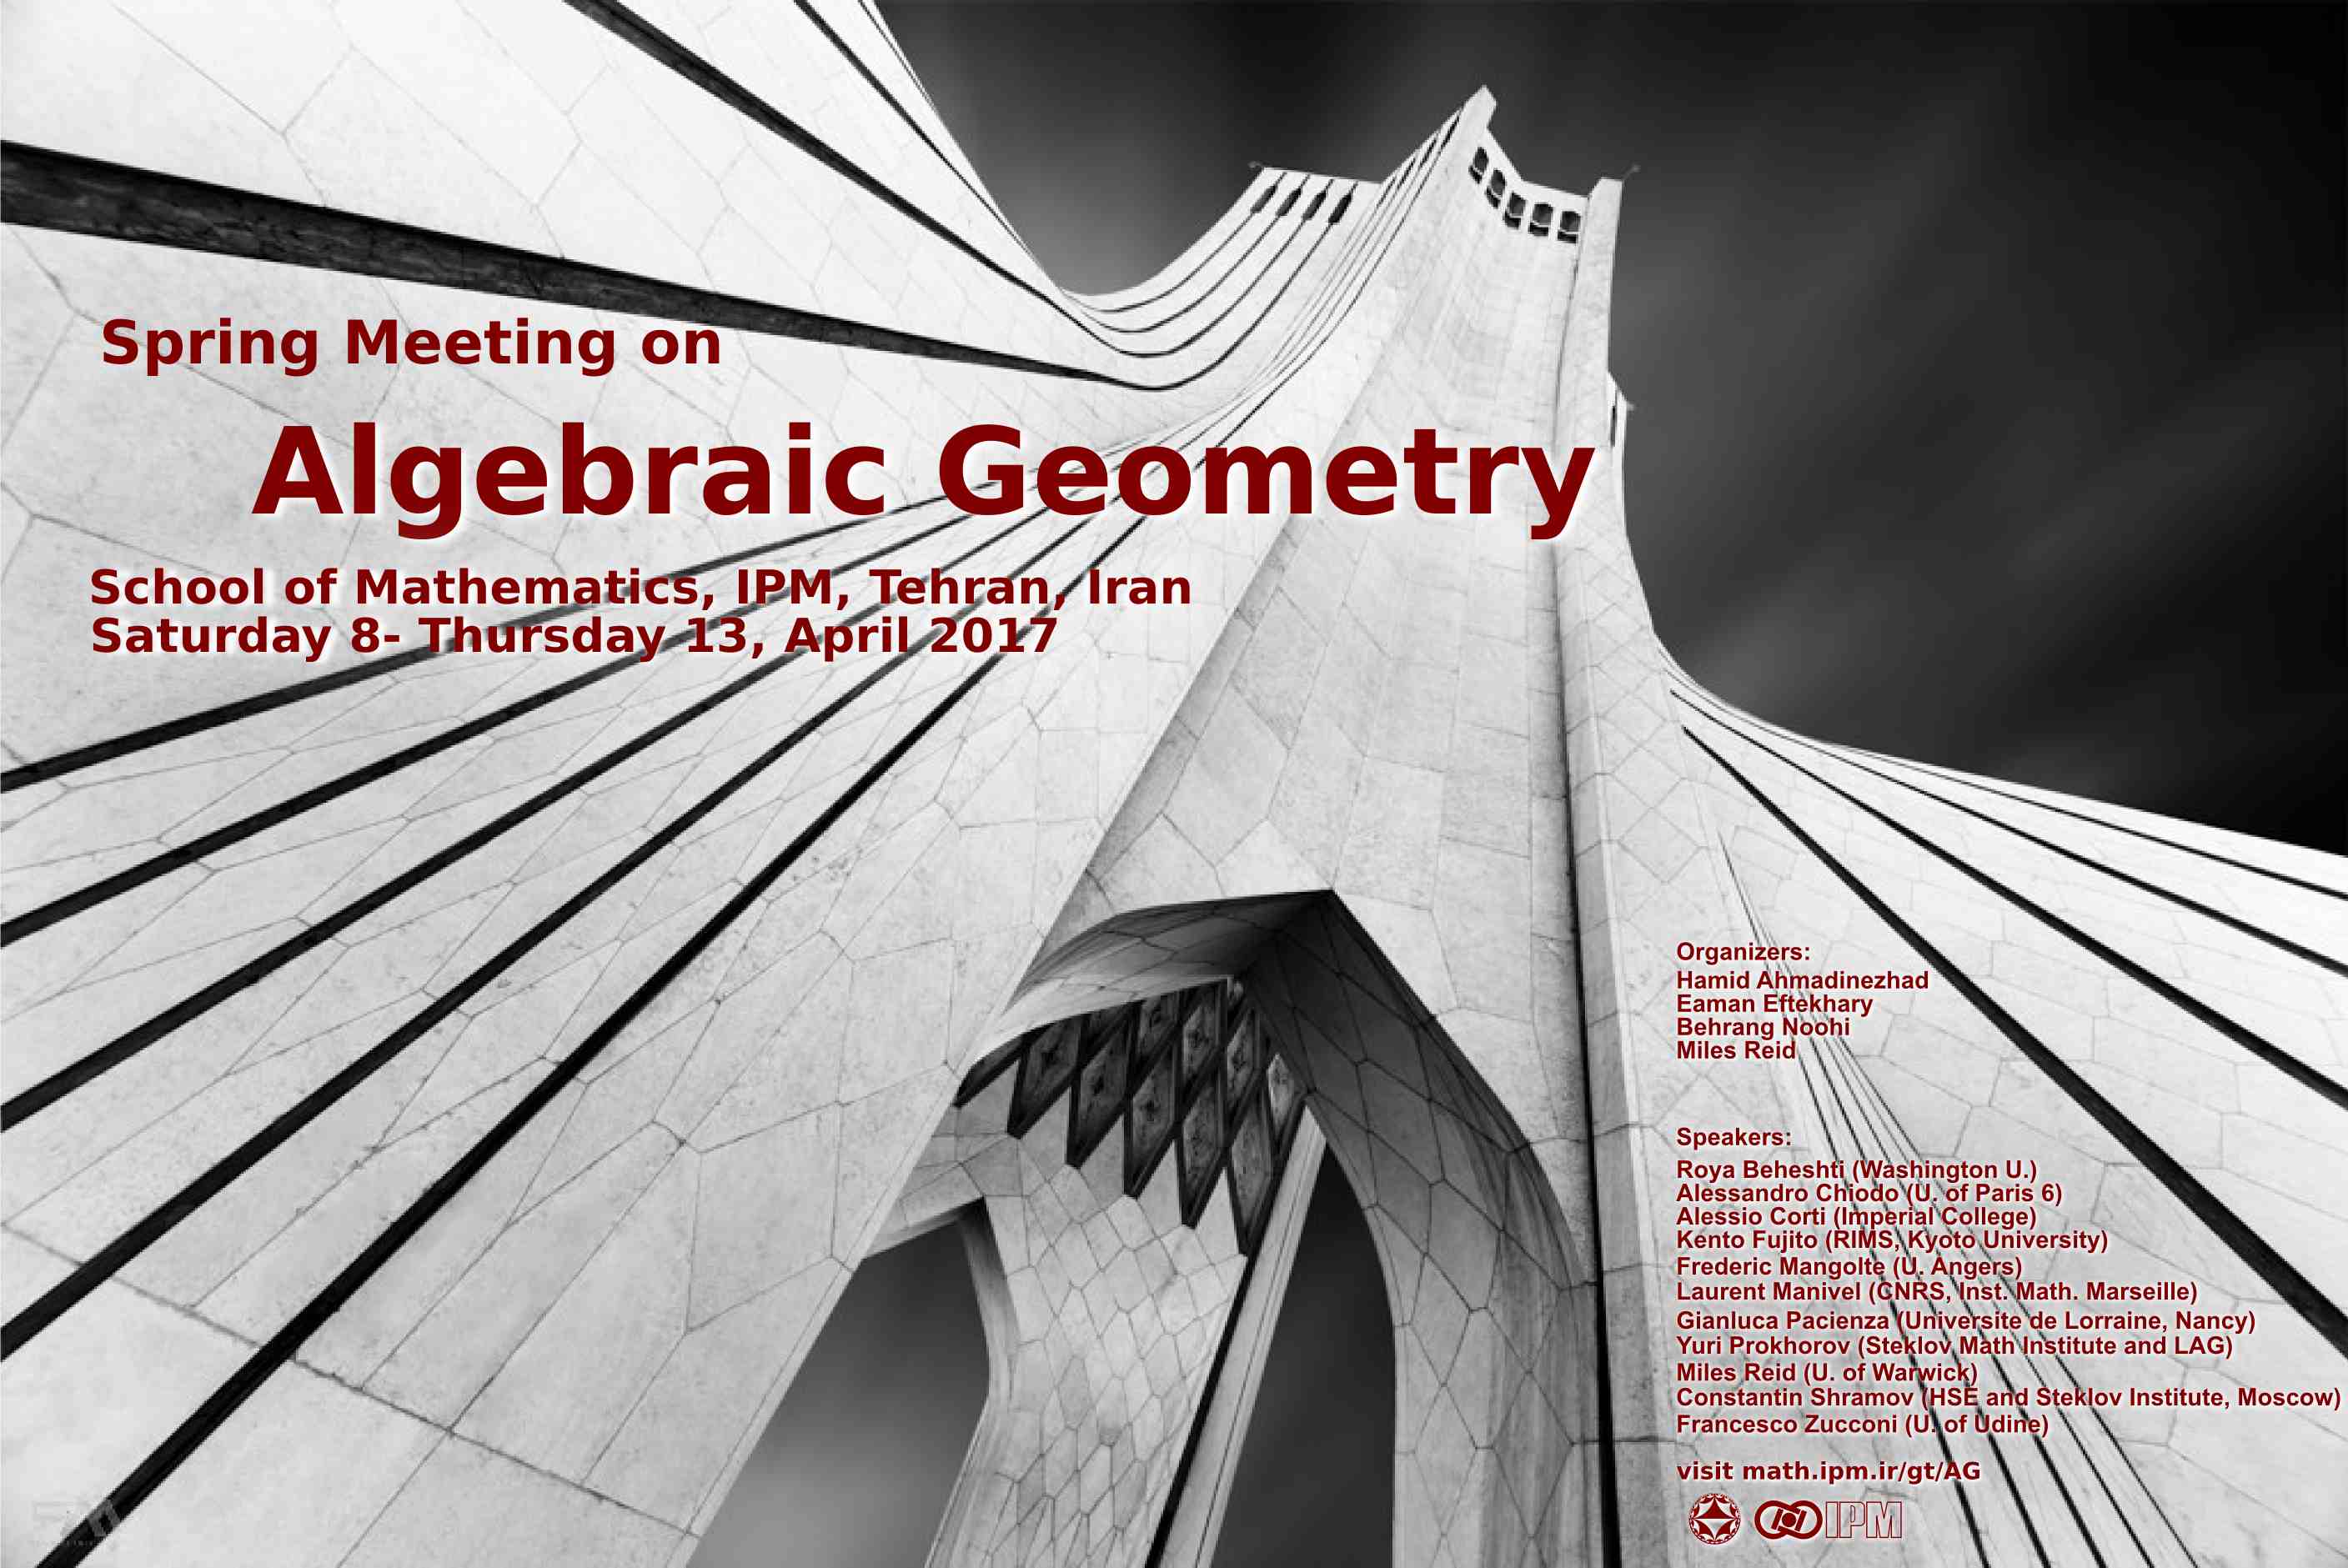 Spring Meeting on
Algebraic Geometry
School of Mathematics, IPM, Tehran, Iran
Saturday 8- Thursday 13, April 2017
Organizers:
Hamid Ahmadinezhad
Eaman Eftekhary
Behrang Noohi
Miles Reid
Speakers:
Roya Beheshti (Washington U.)
Alessandro Chiodo (U. of Paris 6)
Alessio Corti (Imperial College)
Kento Fujito (RIMS, Kyoto University)
Frederic Mangolte (U. Angers)
Laurent Manivel (CNRS, Inst. Math. Marseille)
Gianluca Pacienza (Universite de Lorraine, Nancy)
Yuri Prokhorov (Steklov Math Institute and LAG)
Miles Reid (U. of Warwick)
Constantin Shramov (HSE and Steklov Institute, Moscow)
Francesco Zucconi (U. of Udine)
visit math.ipm.ir/gt/AG
IPM